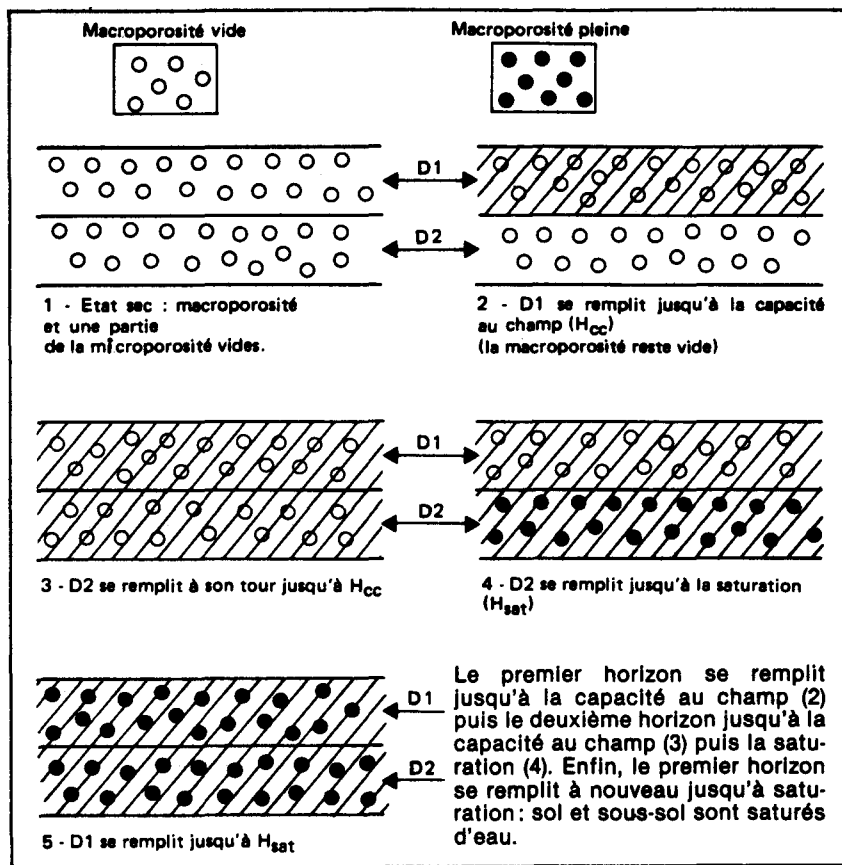 Macroporosité vide
Macroporosité pleine
D1
D2
1 - Etat sec : macroporosité
et une partie
de la microporosité vides.
2 - D1 se remplit jusqu'à la capacité
au champ (Hcc)
(la macroporosité reste vide)
D1
D2
3 - D2 se remplit à son tour jusqu'à Hcc
4 - D2 se remplit jusqu'à la saturation
(Hsat)
D1
D2
5 - D1 se remplit jusqu'à Hsat
Le premier horizon se remplit
jusqu'à la capacité au champ (2)
puis le deuxième horizon jusqu'à la
capacité au champ (3) puis la satu-
ration (4). Enfin, le premier horizon
se remplit à nouveau jusqu'à satu-
ration : sol et sous-sol sont saturés
d'eau.